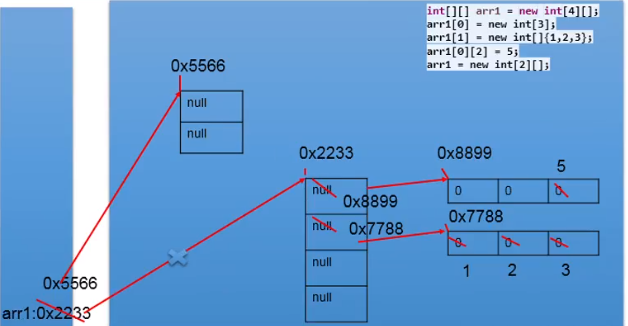 int[][] arr1 = new int[4][];
arr1[0] = new int[3];
arr1[1] = new int[]{1,2,3};
arr1[0][2] = 5;
arr1 = new int[2][];
0x5566
null
null
0x2233
0x8899
5
null
0x8899
0 0 0
null
0x7788
0x7788
0 0 0
null
1 2 3
null
0x5566
arr1:0x2233